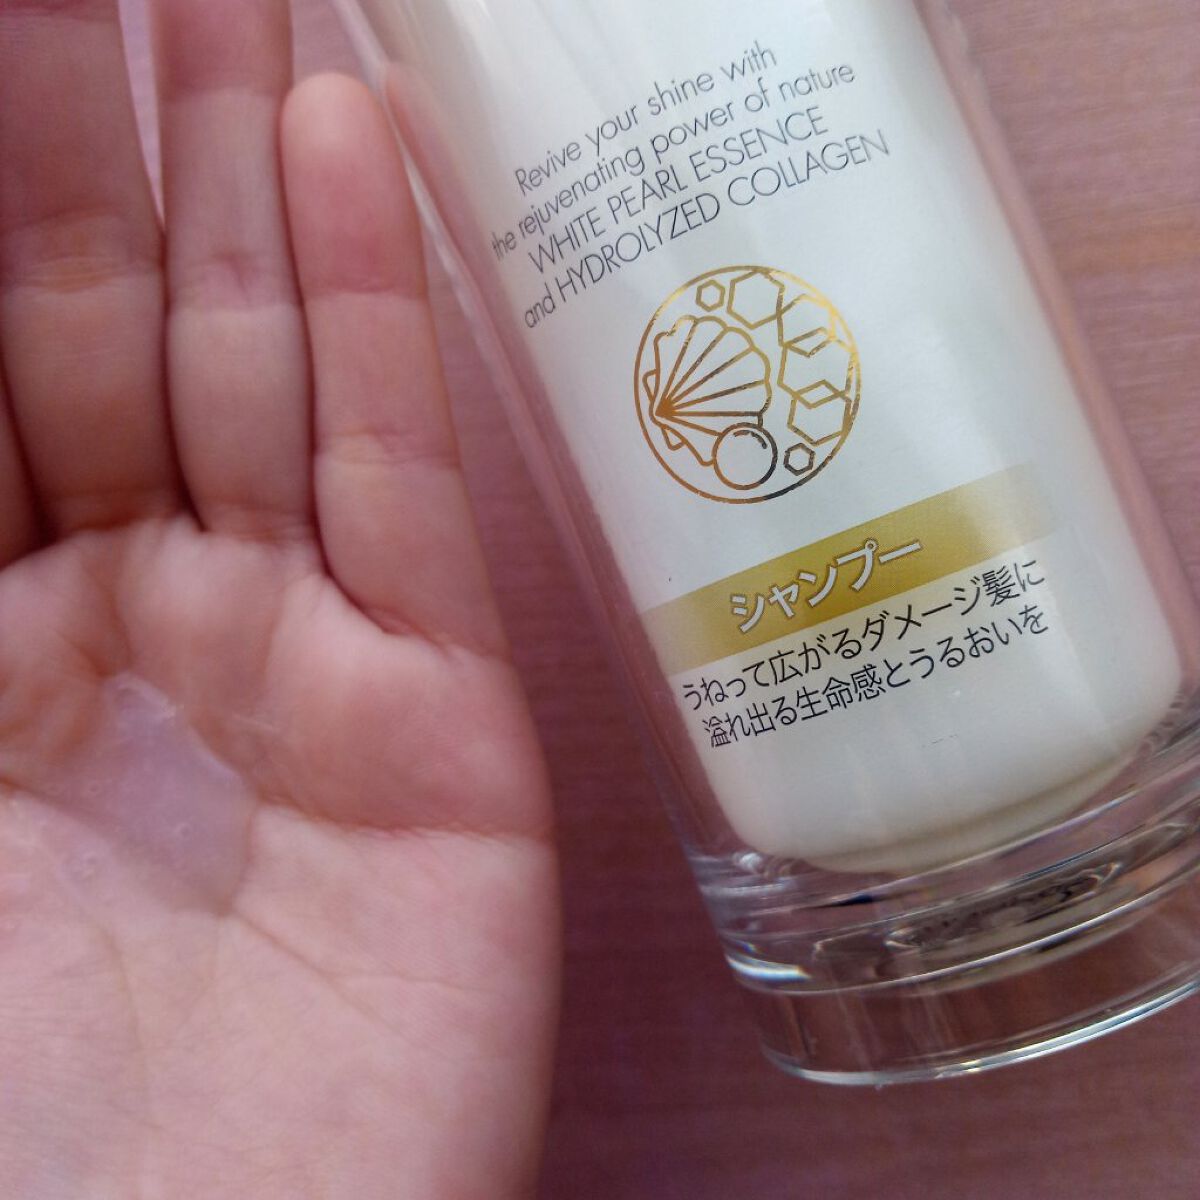 Revive your shine with
the rejuvenating power of nature
WHITE PEARL ESSENCE
and HYDROLYZED COLLAGEN
シャンプー
うねって広がるダメージ髪に
溢れ出る生命感とうるおいを